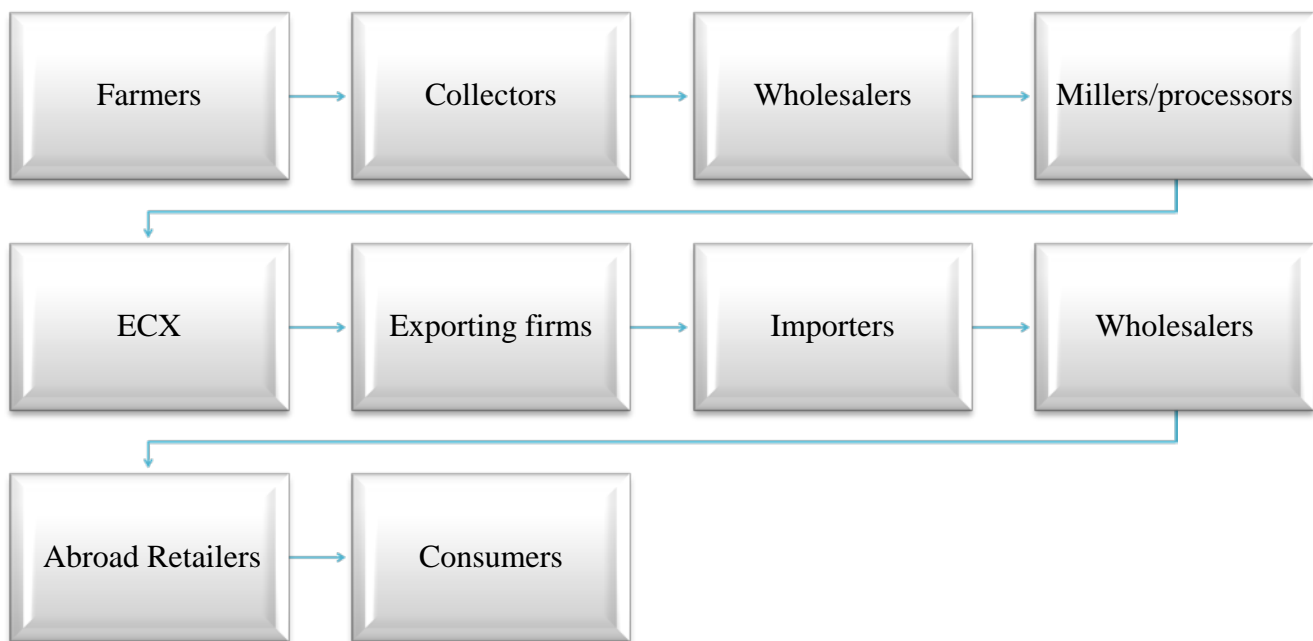 Farmers
Collectors
Wholesalers
Millers/processors
ECX
Exporting firms
Importers
Wholesalers
Abroad Retailers
Consumers